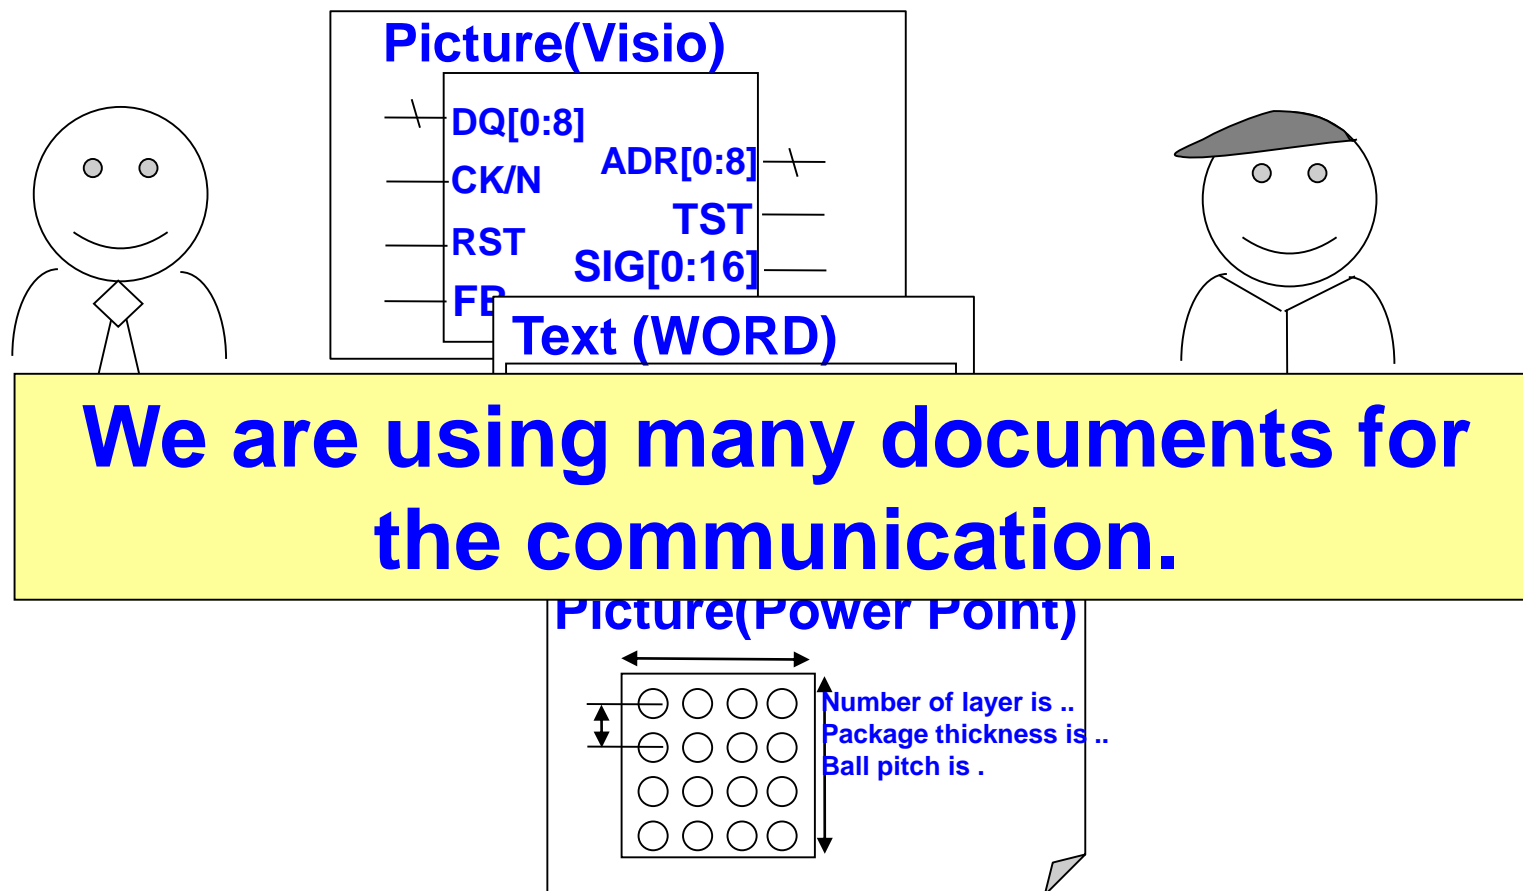 Picture(Visio)
DQ[0:8]
ADR[0:8]
CK/N
TST
RST
SIG[0:16]
Text (WORD)
We are using many documents for
the communication.
Picture(Power Point)
Number of layer is ..
Package thickness is ..
Ball pitch is .